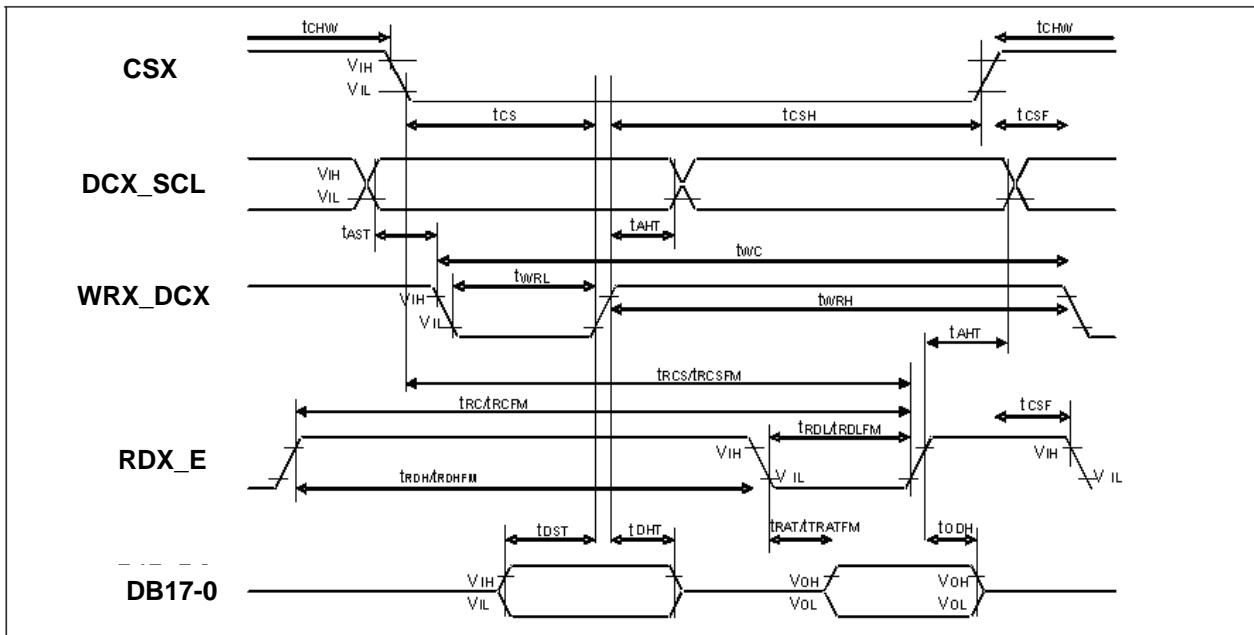 tCHW
tCHW
CSX
VIH
VIL
tCS
tCSH
tCSF
DCX_SCL
VIH
VIL
tAST
tAHT
tWC
WRX_DCX
tWRL
VIH
VIL
tWRH
tAHT
tRCS/tRCSFM
tRC/tRCFM
tCSF
tRDL/tRDLFM
RDX_E
VIH
VIH
VIL
VIL
tRDH/tRDHFM
tDST
tDHT
tRAT/tTRATFM
tODH
DB17-0
VIH
VIL
VOH
VOL
VOH
VOL